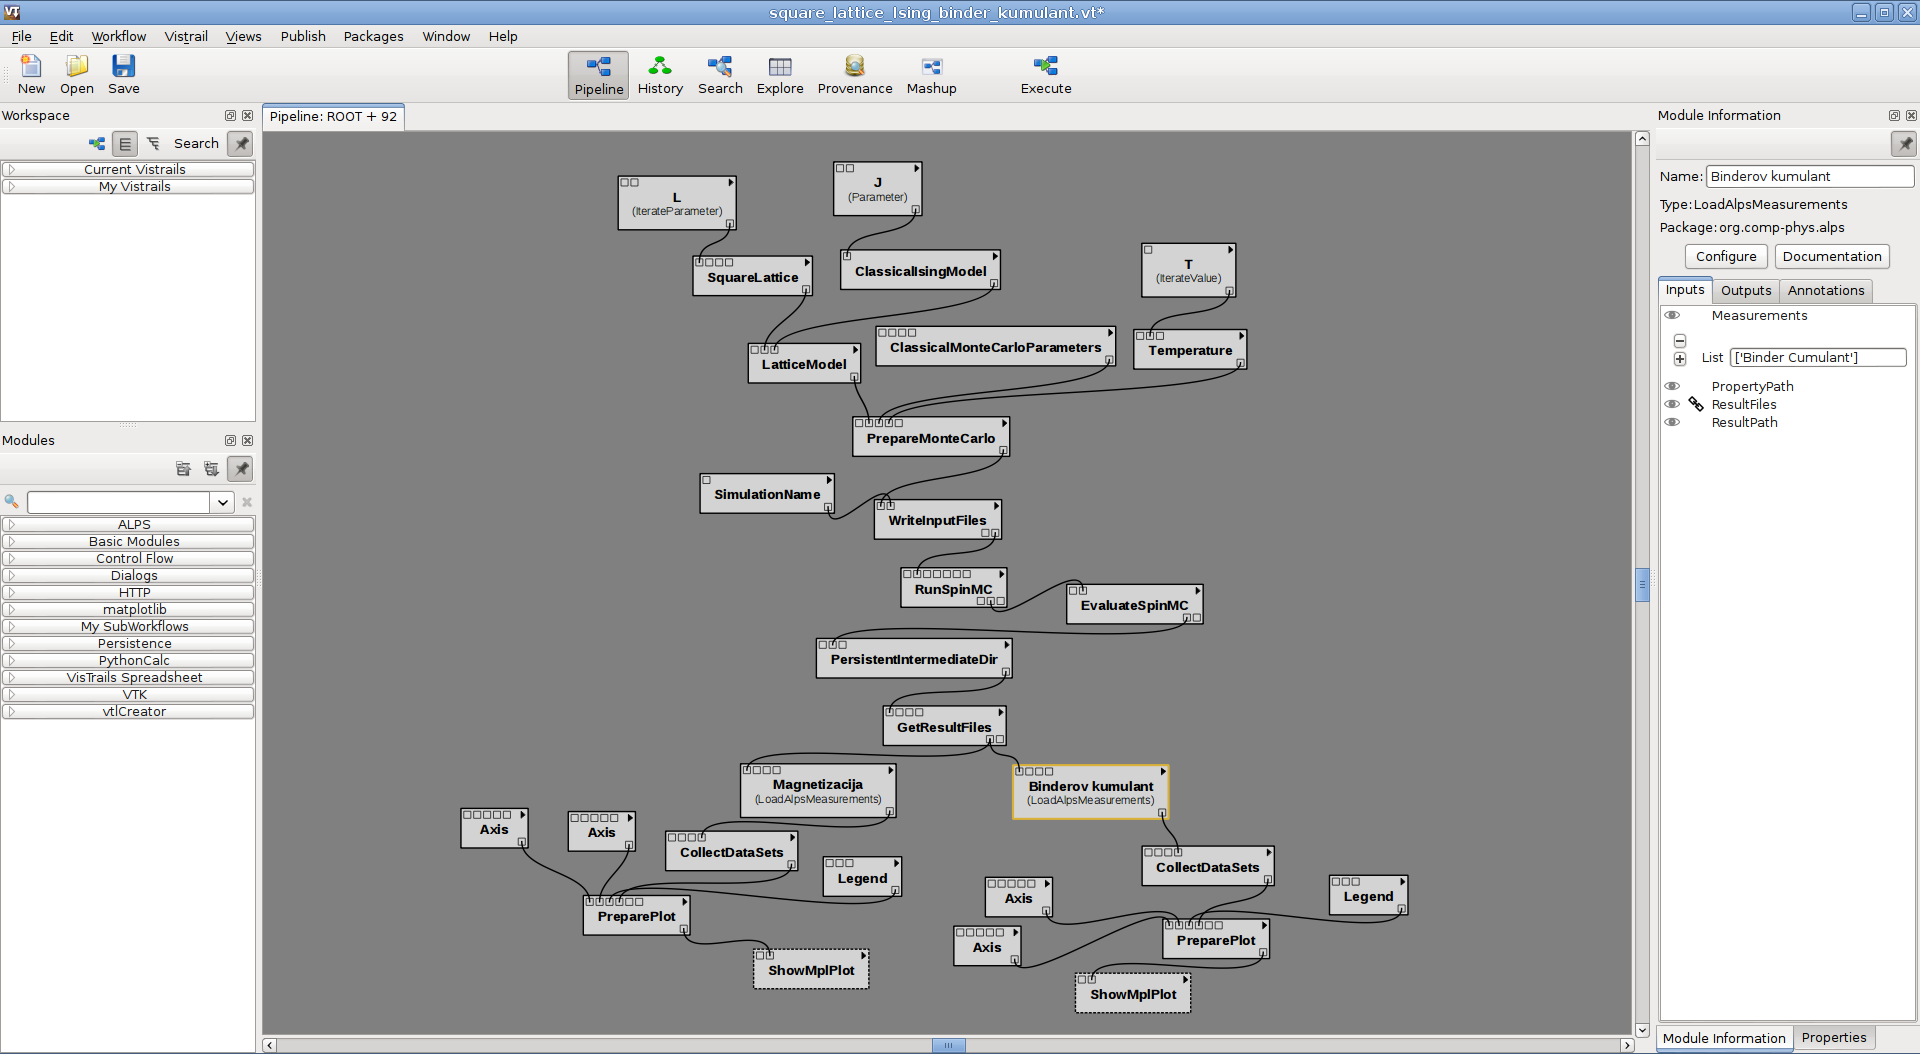 VT
square_lattice_Ising_binder_kumulant.vt*
File Edit Workflow Vistrail Views Publish Packages Window Help
New Open Save Pipeline History Search Explore Provenance Mashup Execute
Workspace
Search
Current Vistrails
My Vistrails
Modules
ALPS
Basic Modules
Control Flow
Dialogs
HTTP
matplotlib
My SubWorkflows
Persistence
PythonCalc
VisTrails Spreadsheet
VTK
vtlCreator
Pipeline: ROOT + 92
L
(IterateParameter)
J
(Parameter)
SquareLattice
ClassicalIsingModel
T
(IterateValue)
LatticeModel
ClassicalMonteCarloParameters
Temperature
PrepareMonteCarlo
SimulationName
WriteInputFiles
RunSpinMC
EvaluateSpinMC
PersistentIntermediateDir
GetResultFiles
Magnetizacija
(LoadAlpsMeasurements)
Binderov kumulant
(LoadAlpsMeasurements)
Axis
Axis
CollectDataSets
Legend
PreparePlot
ShowMplPlot
CollectDataSets
Axis
Legend
Axis
PreparePlot
ShowMplPlot
Module Information
Name: Binderov kumulant
Type: LoadAlpsMeasurements
Package: org.comp-phys.alps
Configure Documentation
Inputs Outputs Annotations
Measurements
List ['Binder Cumulant']
PropertyPath
ResultFiles
ResultPath
Module Information Properties